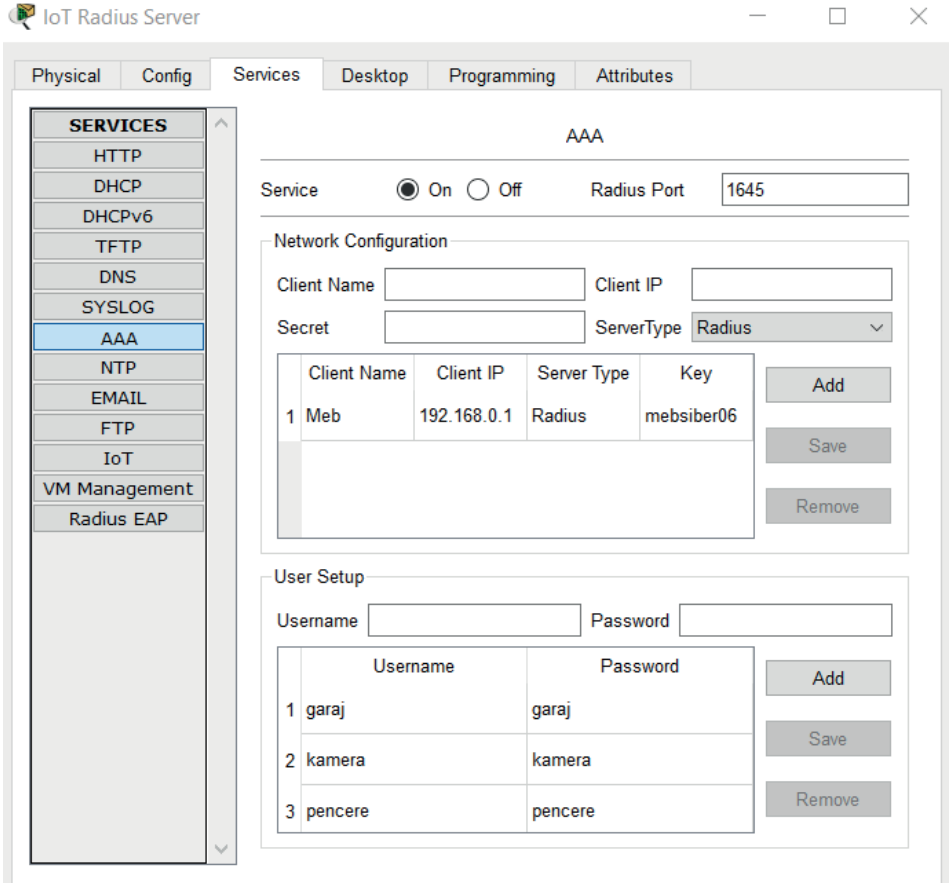 IoT Radius Server
Physical Config Services Desktop Programming Attributes
SERVICES
HTTP
DHCP
DHCPv6
TFTP
DNS
SYSLOG
AAA
NTP
EMAIL
FTP
IoT
VM Management
Radius EAP
AAA
Service On Off Radius Port 1645
Network Configuration
Client Name Client IP
Secret ServerType Radius
Client Name Client IP Server Type Key
1 Meb 192.168.0.1 Radius mebsiber06
Add
Save
Remove
User Setup
Username Password
Username Password
1 garaj garaj
2 kamera kamera
3 pencere pencere
Add
Save
Remove